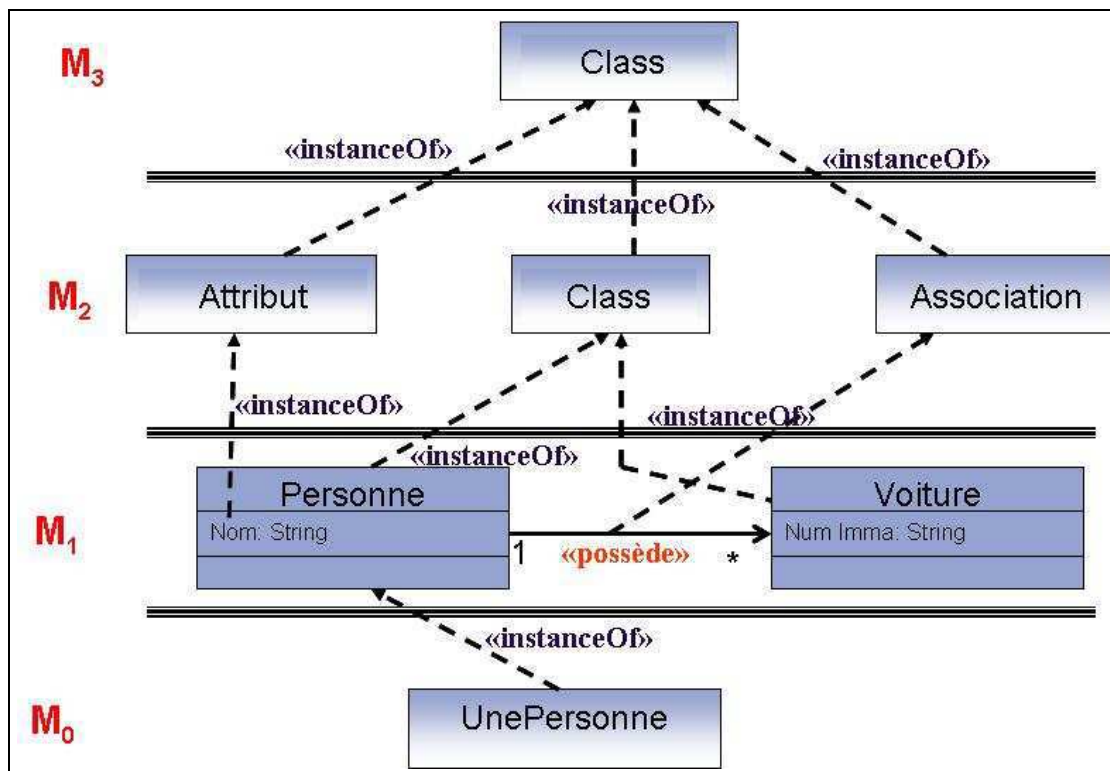 M3
Class
«instanceOf»
«instanceOf»
«instanceOf»
M2
Attribut
Class
Association
«instanceOf»
«instanceOf»
«instanceOf»
M1
Personne
Nom: String
1
«possède»
*
Voiture
Num Imma: String
«instanceOf»
M0
UnePersonne